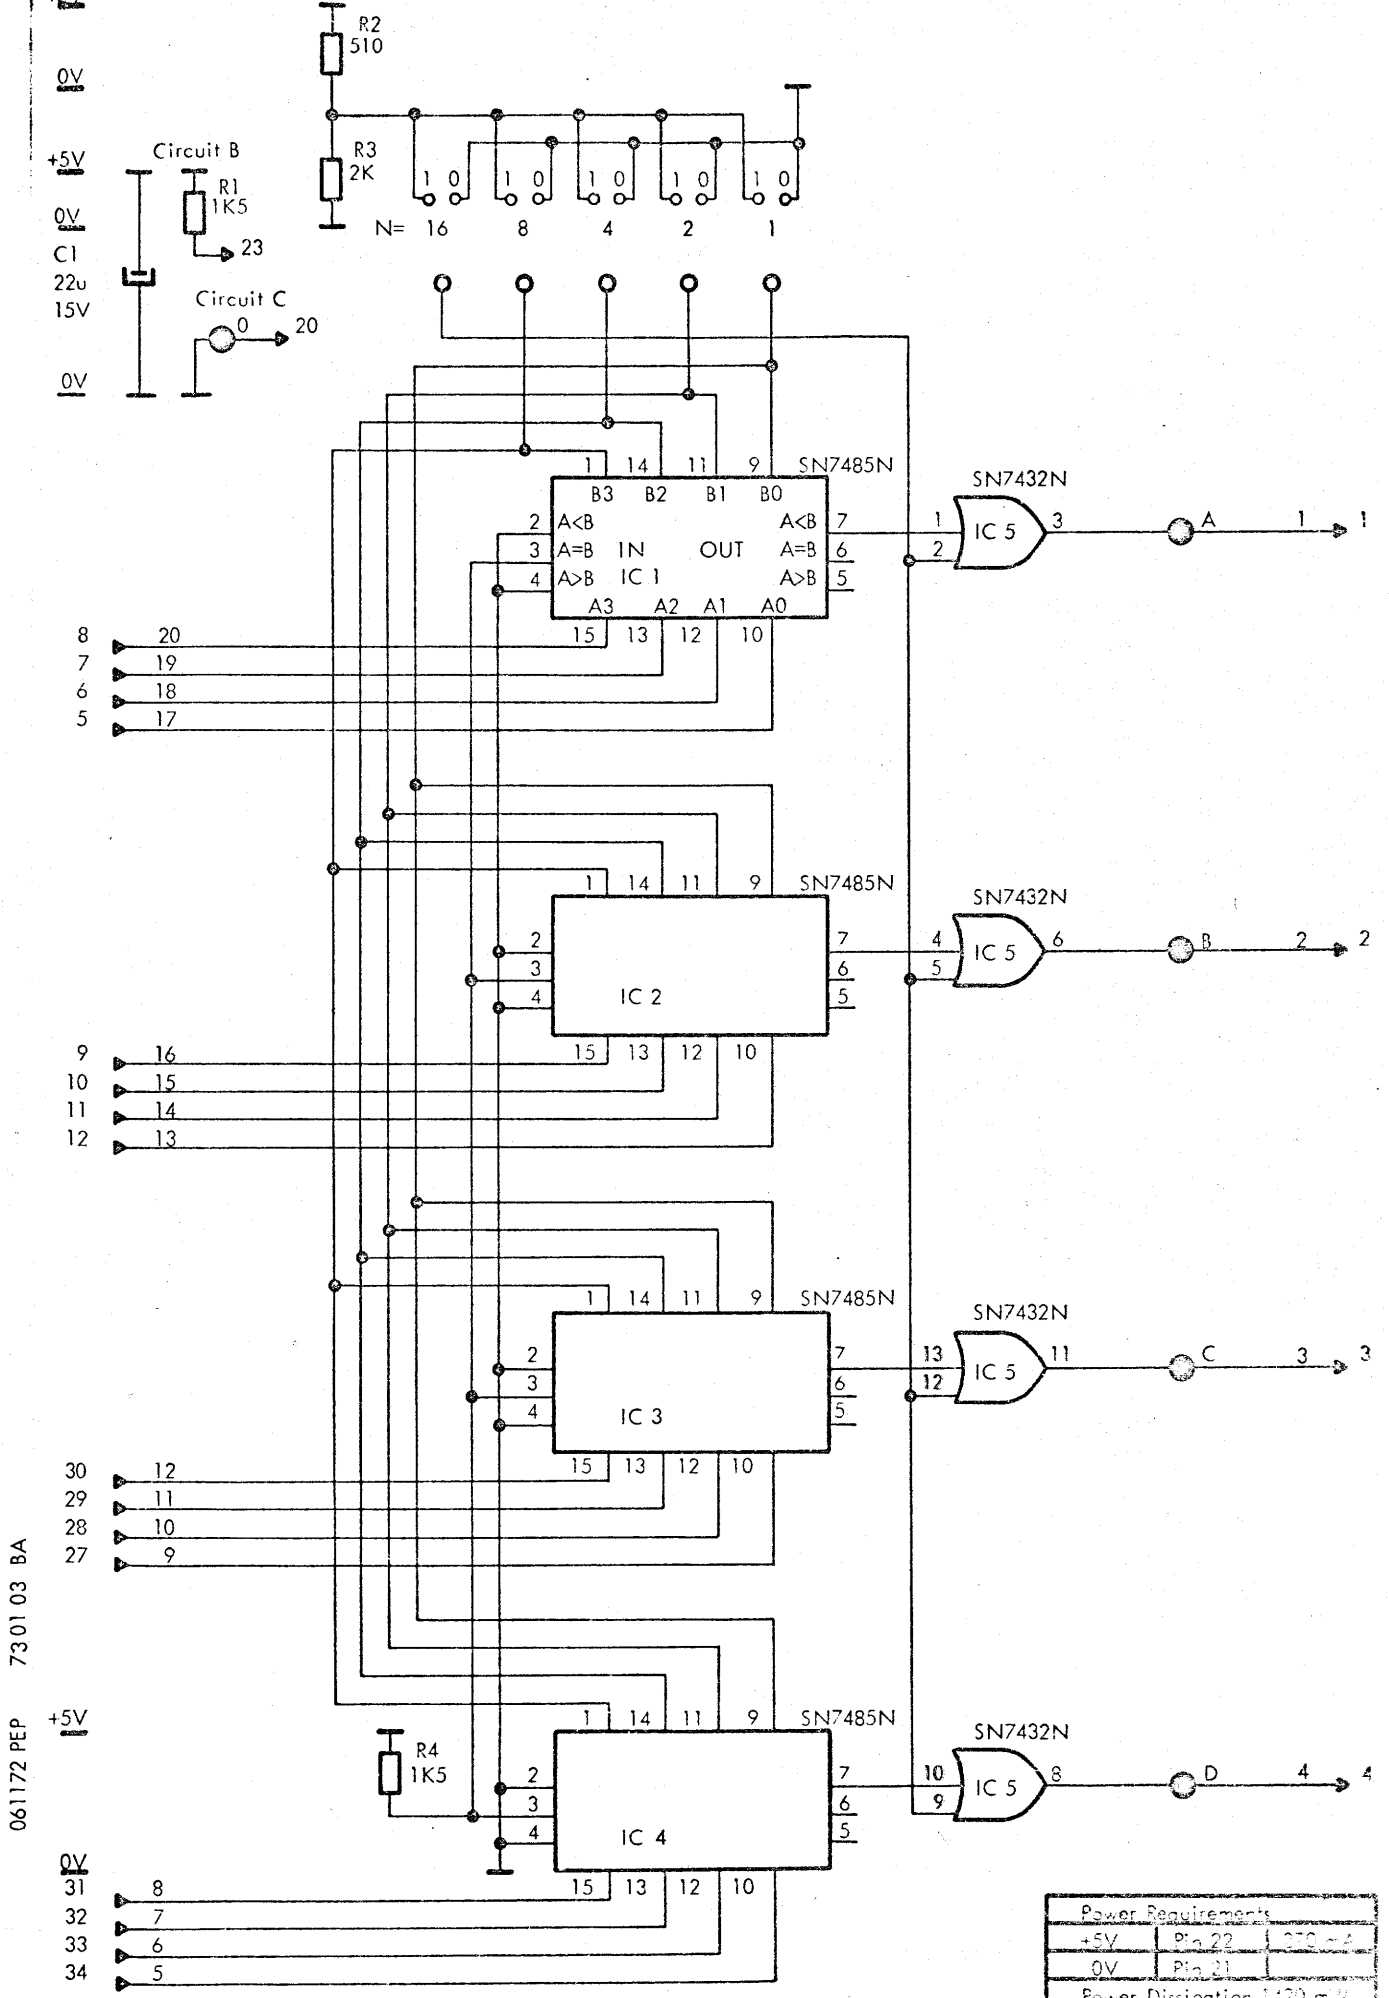 R2
510
0V
+5V
Circuit B
R1
1K5
R3
2K
1 0 1 0 1 0 1 0 1 0
N= 16 8 4 2 1
0V
23
C1
22u
15V
Circuit C
0 20
0V
1 14 11 9 SN7485N
B3 B2 B1 B0
SN7432N
2 A<B A<B 7 1 3 A 1 1
3 A=B IN OUT A=B 6 2 IC 5
4 A>B IC 1 A>B 5
A3 A2 A1 A0
15 13 12 10
8 20
7 19
6 18
5 17
1 14 11 9 SN7485N
SN7432N
2 7 4 6 B 2 2
3 6 5 IC 5
4 IC 2 5
15 13 12 10
9 16
10 15
11 14
12 13
1 14 11 9 SN7485N
SN7432N
2 7 13 11 C 3 3
3 6 12 IC 5
4 IC 3 5
15 13 12 10
30 12
29 11
28 10
27 9
061172 PEP 73 01 03 BA
+5V
1 14 11 9 SN7485N
SN7432N
R4
1K5
2 7 10 8 D 4 4
3 6 9 IC 5
4 IC 4 5
0V
15 13 12 10
31 8
32 7
33 6
34 5
Power Requirements
+5V Pin 22
0V Pin 21
Power Dissipation